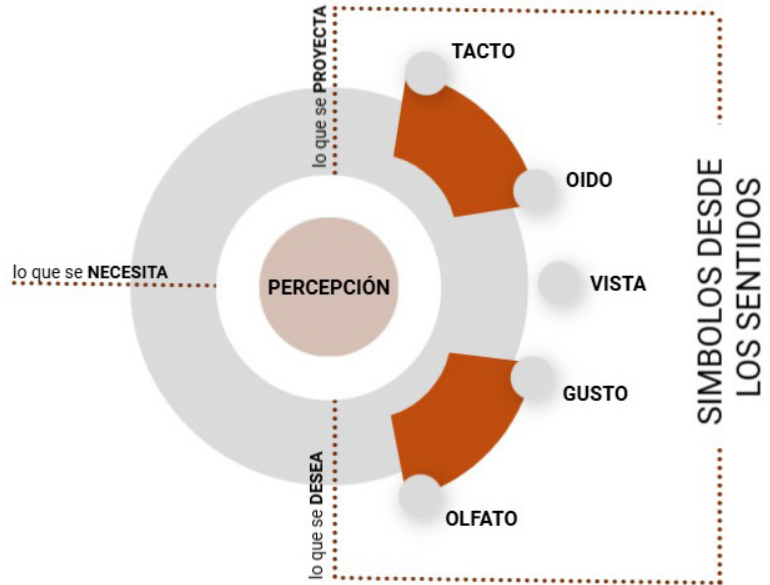 lo que se PROYECTA
TACTO
OIDO
lo que se NECESITA
PERCEPCIÓN
VISTA
GUSTO
lo que se DESEA
OLFATO
SIMBOLOS DESDE
LOS SENTIDOS